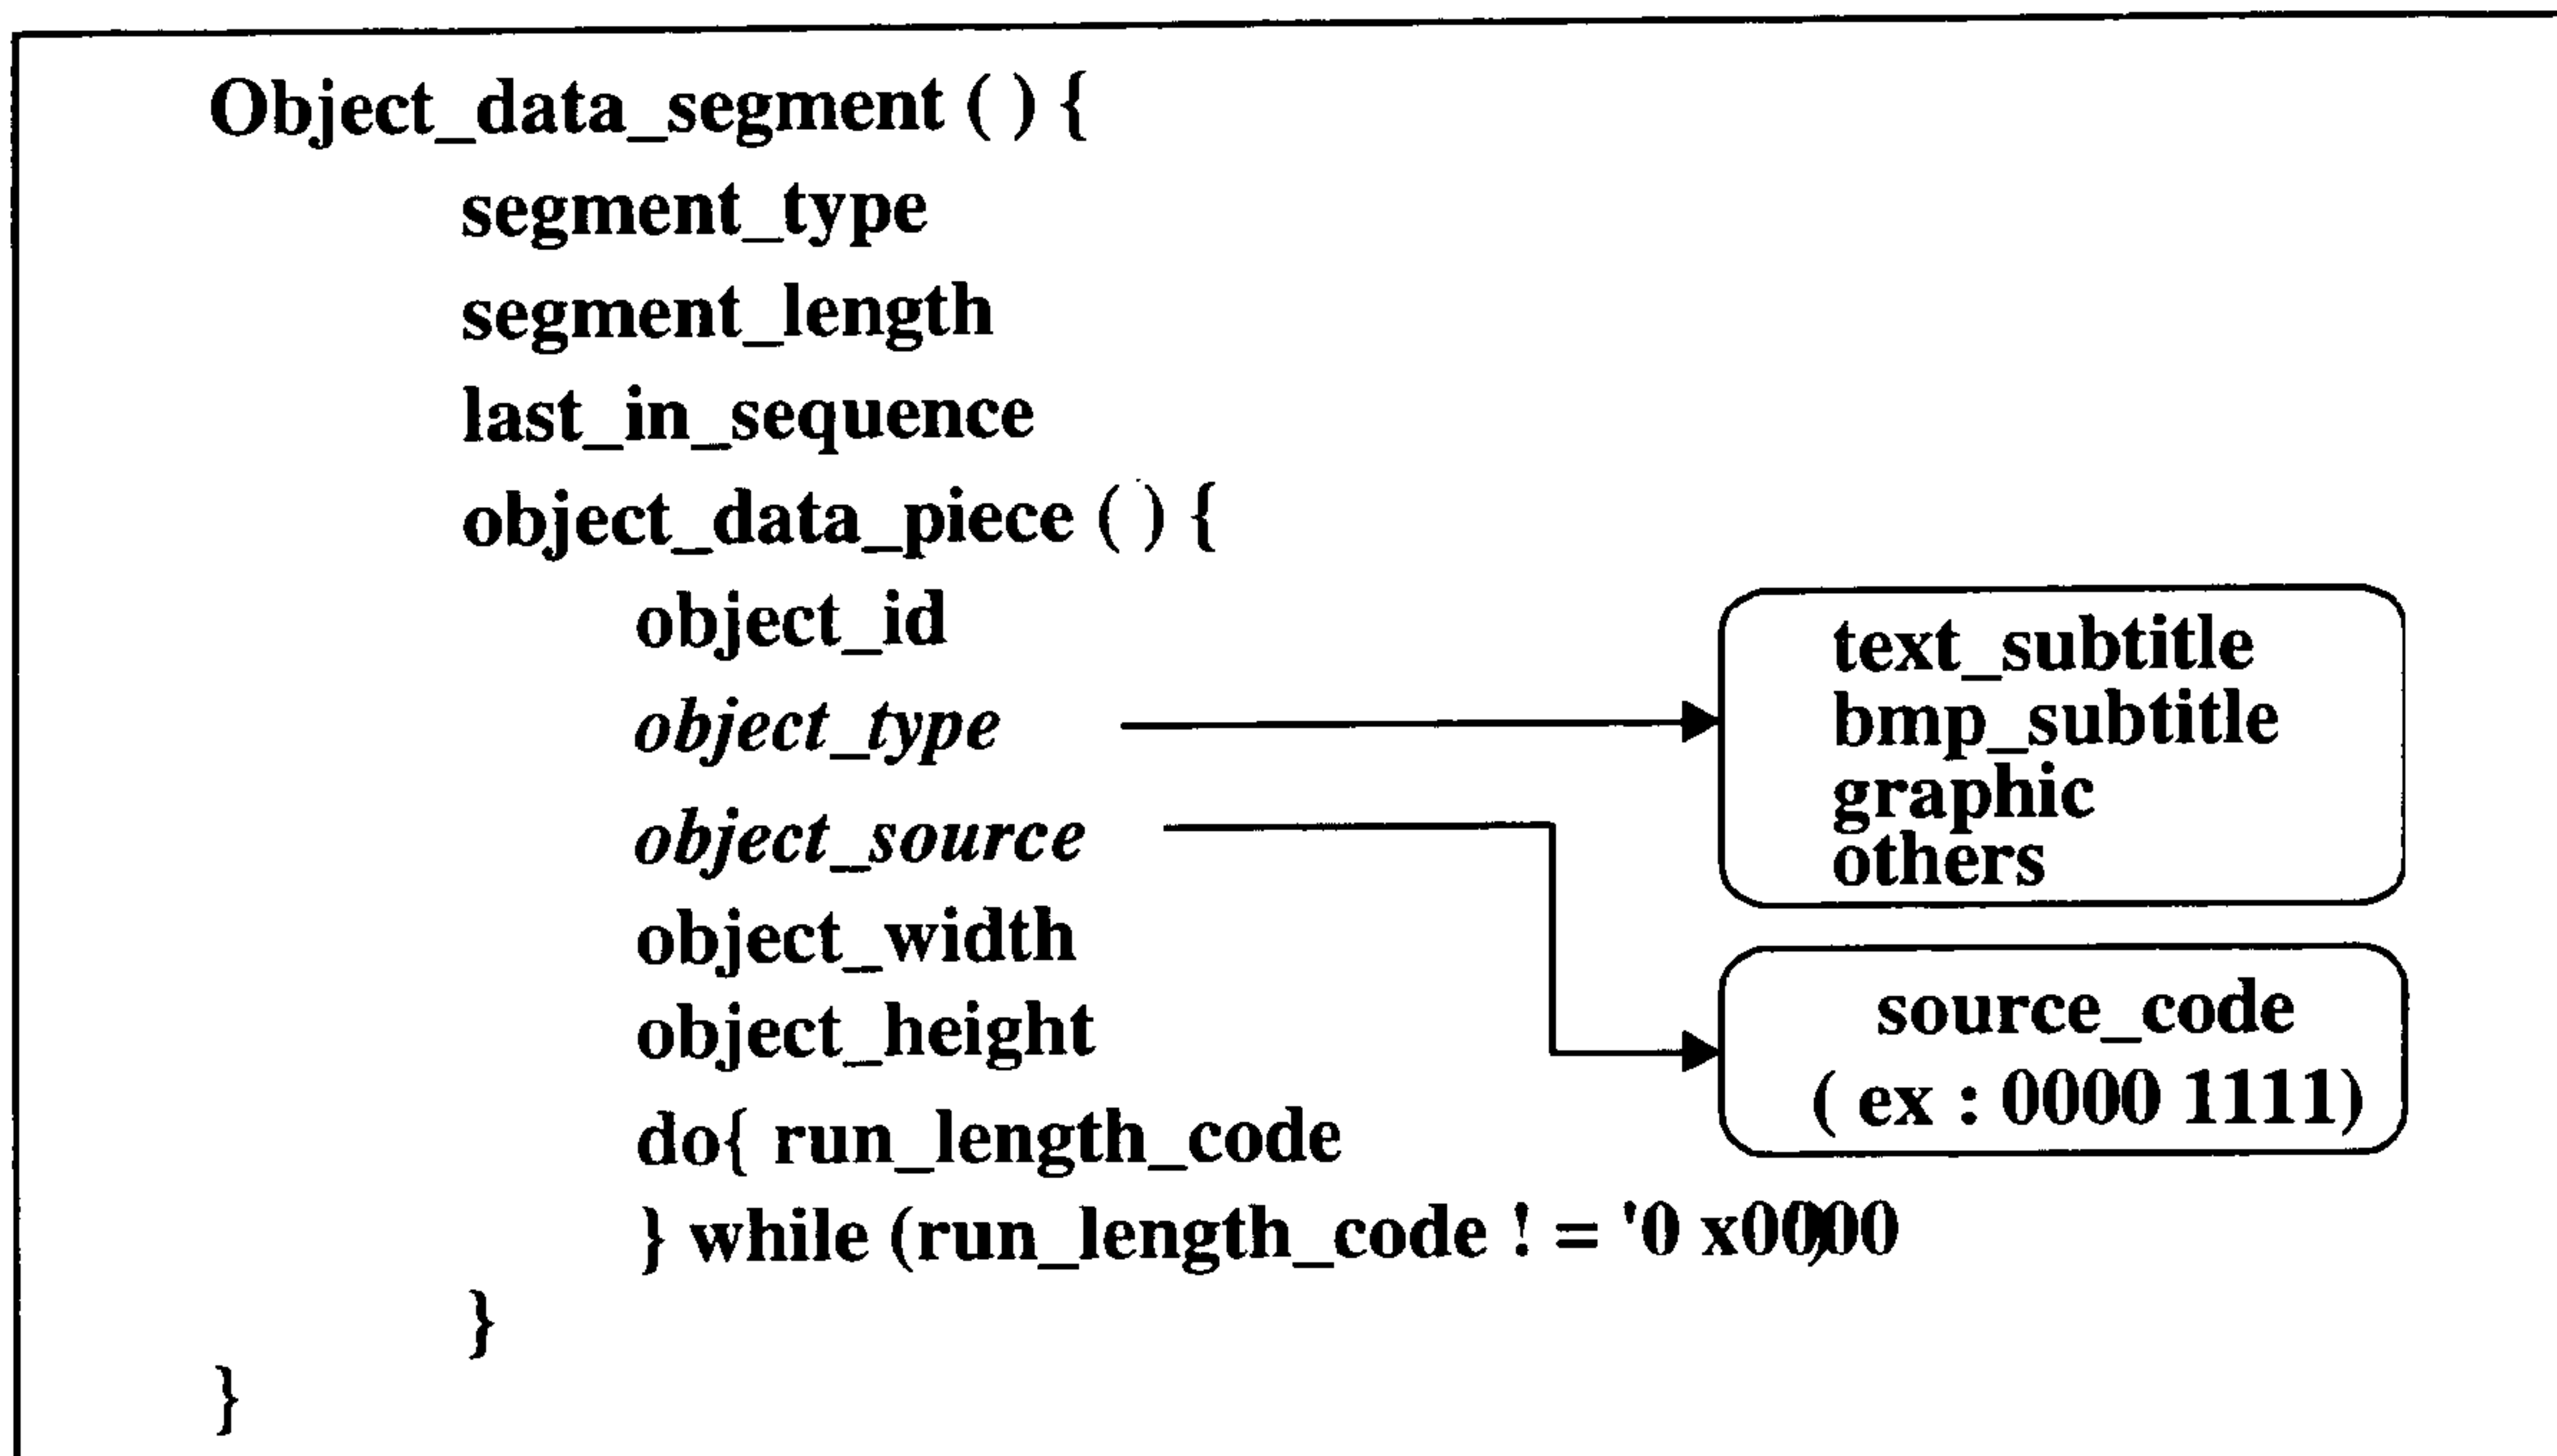 Object_data_segment ( ) {
segment_type
segment_length
last_in_sequence
object_data_piece ( ) {
object_id
object_type
object_source
object_width
object_height
do{ run_length_code
} while (run_length_code ! = '0 x0000)
}
}
text_subtitle
bmp_subtitle
graphic
others
source_code
( ex : 0000 1111)